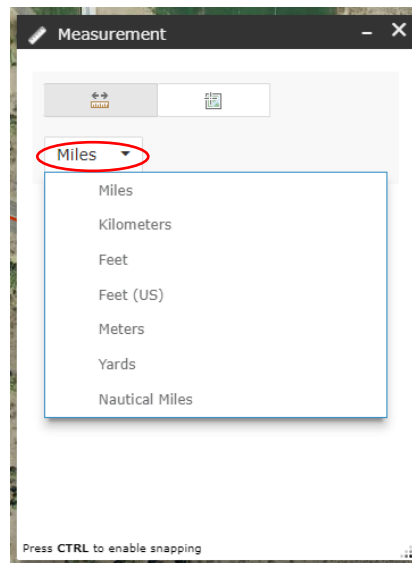 Measurement
Miles
Miles
Kilometers
Feet
Feet (US)
Meters
Yards
Nautical Miles
Press CTRL to enable snapping